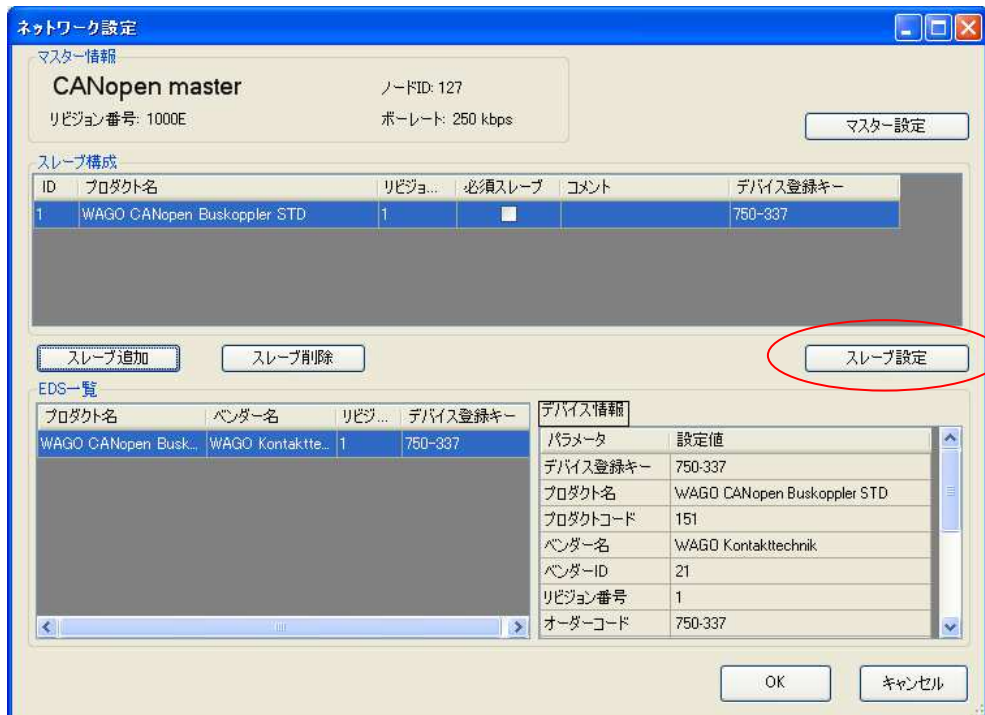 ネットワーク設定
マスター情報
CANopen master
ノードID: 127
リビジョン番号: 1000E
ボーレート: 250 kbps
マスター設定
スレーブ構成
ID プロダクト名 リビジョ... 必須スレーブ コメント デバイス登録キー
1 WAGO CANopen Buskoppler STD 1 750-337
スレーブ追加 スレーブ削除 スレーブ設定
EDS一覧
プロダクト名 ベンダー名 リビジ... デバイス登録キー
WAGO CANopen Busk... WAGO Kontaktte... 1 750-337
デバイス情報
パラメータ 設定値
デバイス登録キー 750-337
プロダクト名 WAGO CANopen Buskoppler STD
プロダクトコード 151
ベンダー名 WAGO Kontakttechnik
ベンダーID 21
リビジョン番号 1
オーダーコード 750-337
OK キャンセル